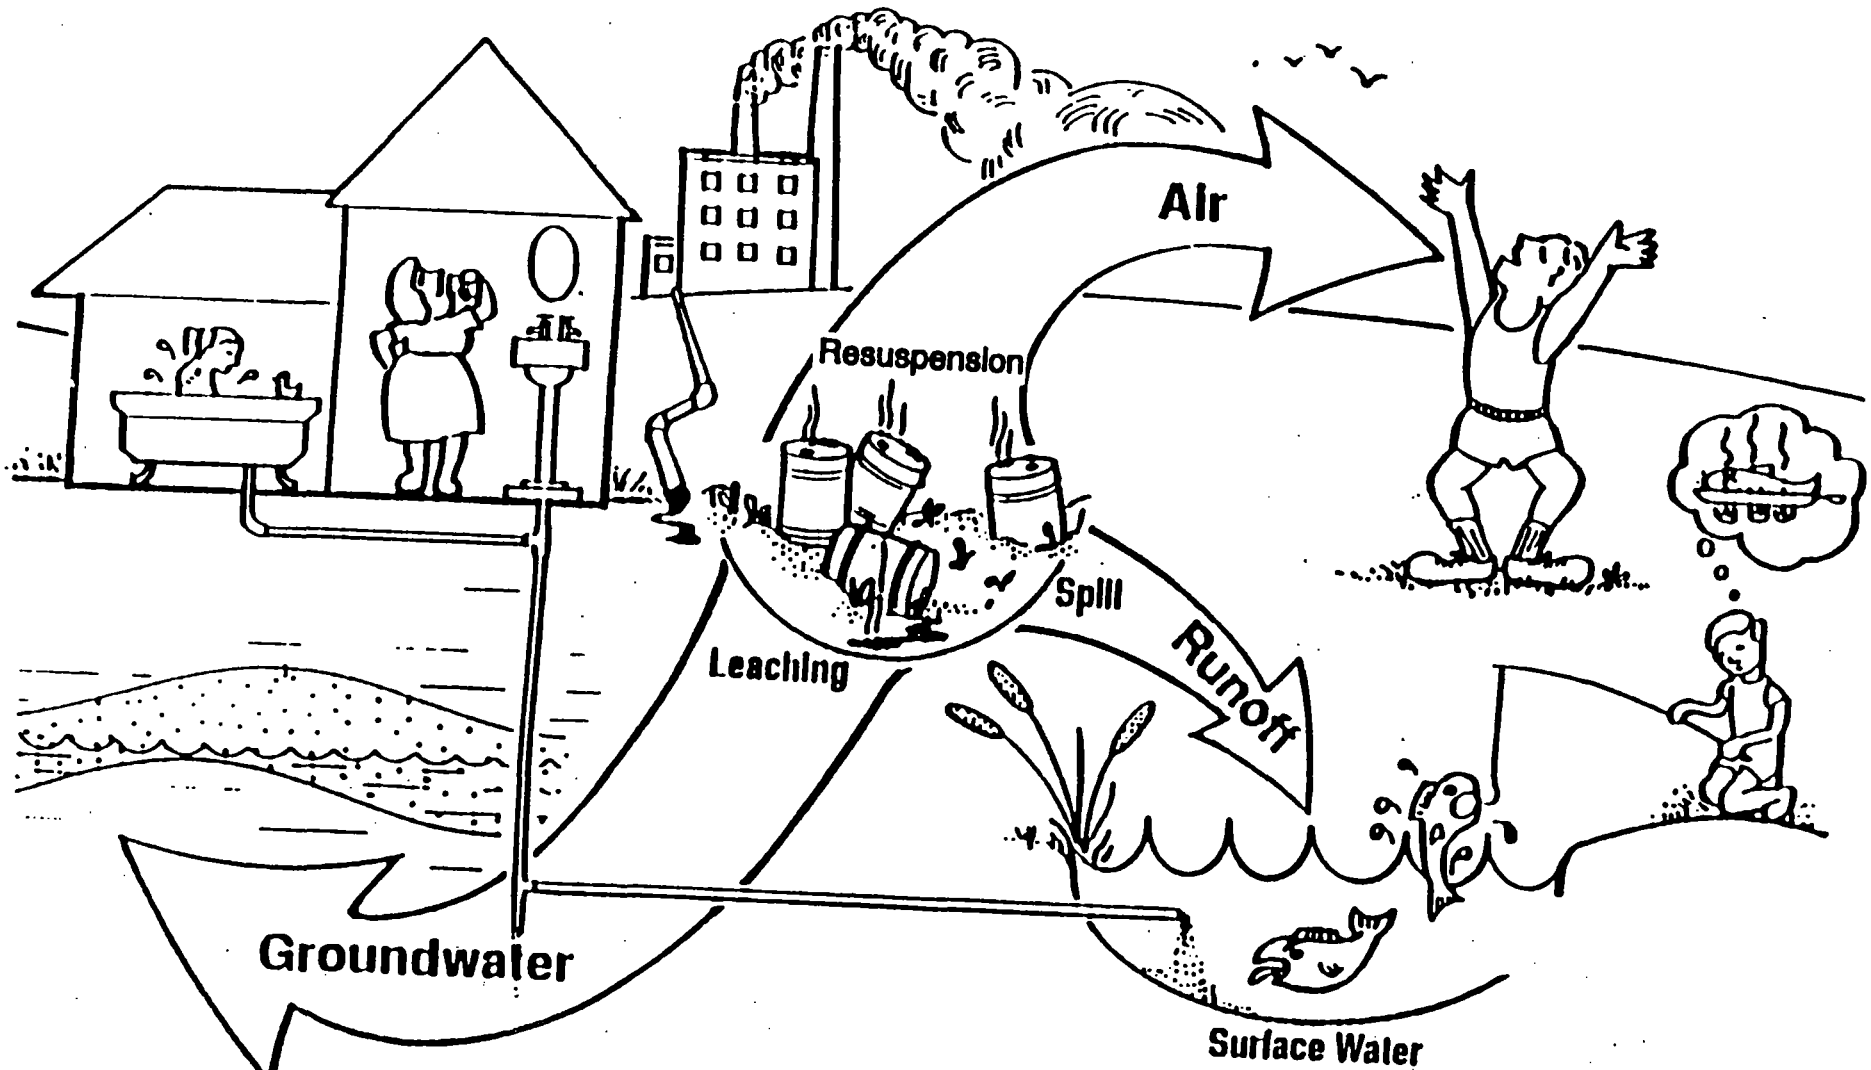 Air
Resuspension
Spill
Leaching
Runoff
Groundwater
Surface Water